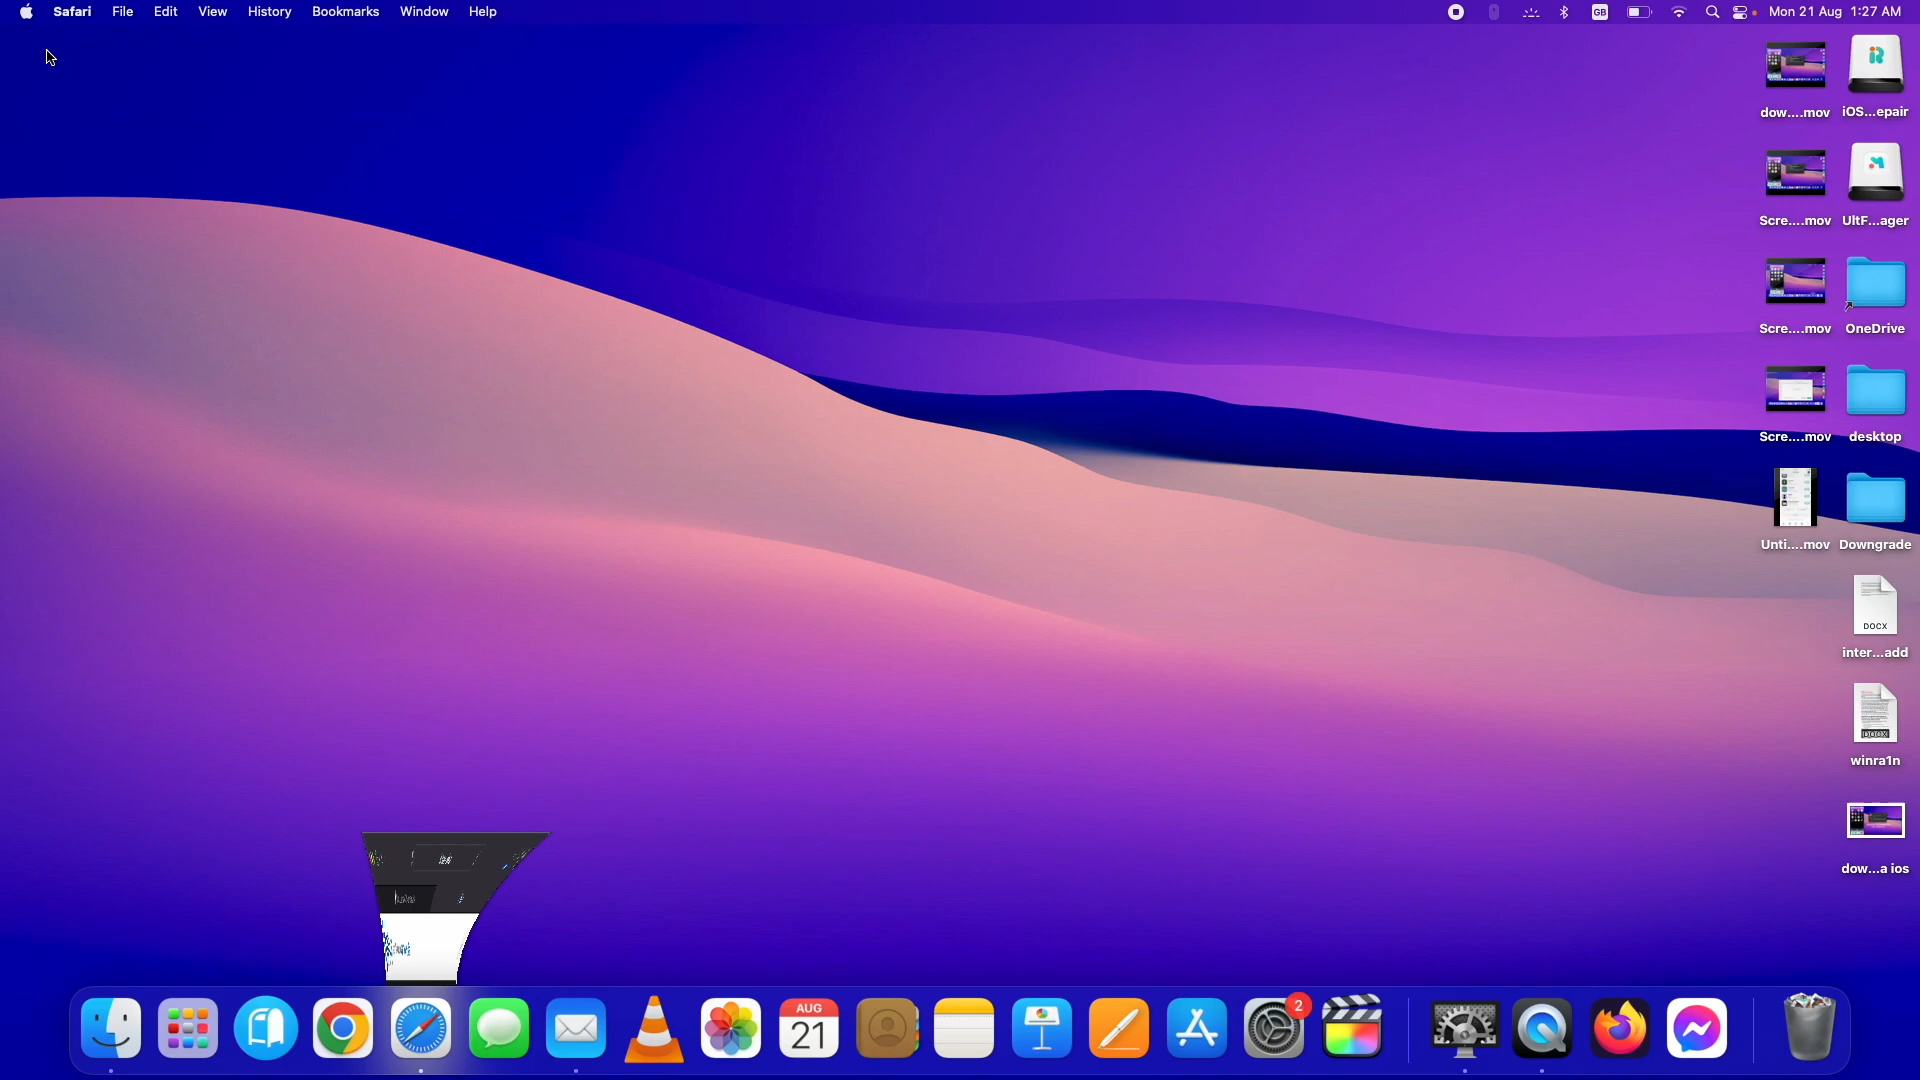 Safari File Edit View History Bookmarks Window Help GB Mon 21 Aug 1:27 AM
dow....mov iOS...epair
Scre....mov UltF...ager
Scre....mov OneDrive
Scre....mov desktop
Unti....mov Downgrade
DOCX
inter...add
DOCX
winra1n
dow...a ios
AUG
21
2